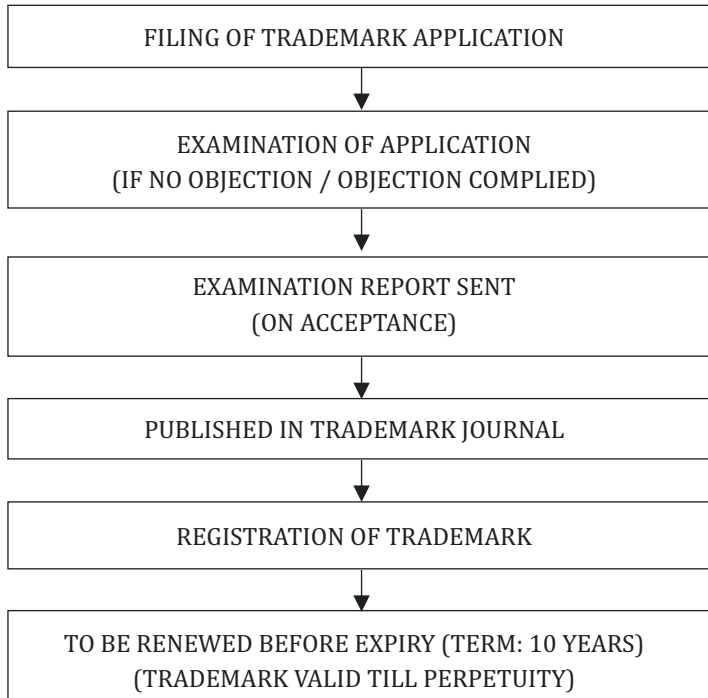 FILING OF TRADEMARK APPLICATION
EXAMINATION OF APPLICATION
(IF NO OBJECTION / OBJECTION COMPLIED)
EXAMINATION REPORT SENT
(ON ACCEPTANCE)
PUBLISHED IN TRADEMARK JOURNAL
REGISTRATION OF TRADEMARK
TO BE RENEWED BEFORE EXPIRY (TERM: 10 YEARS)
(TRADEMARK VALID TILL PERPETUITY)